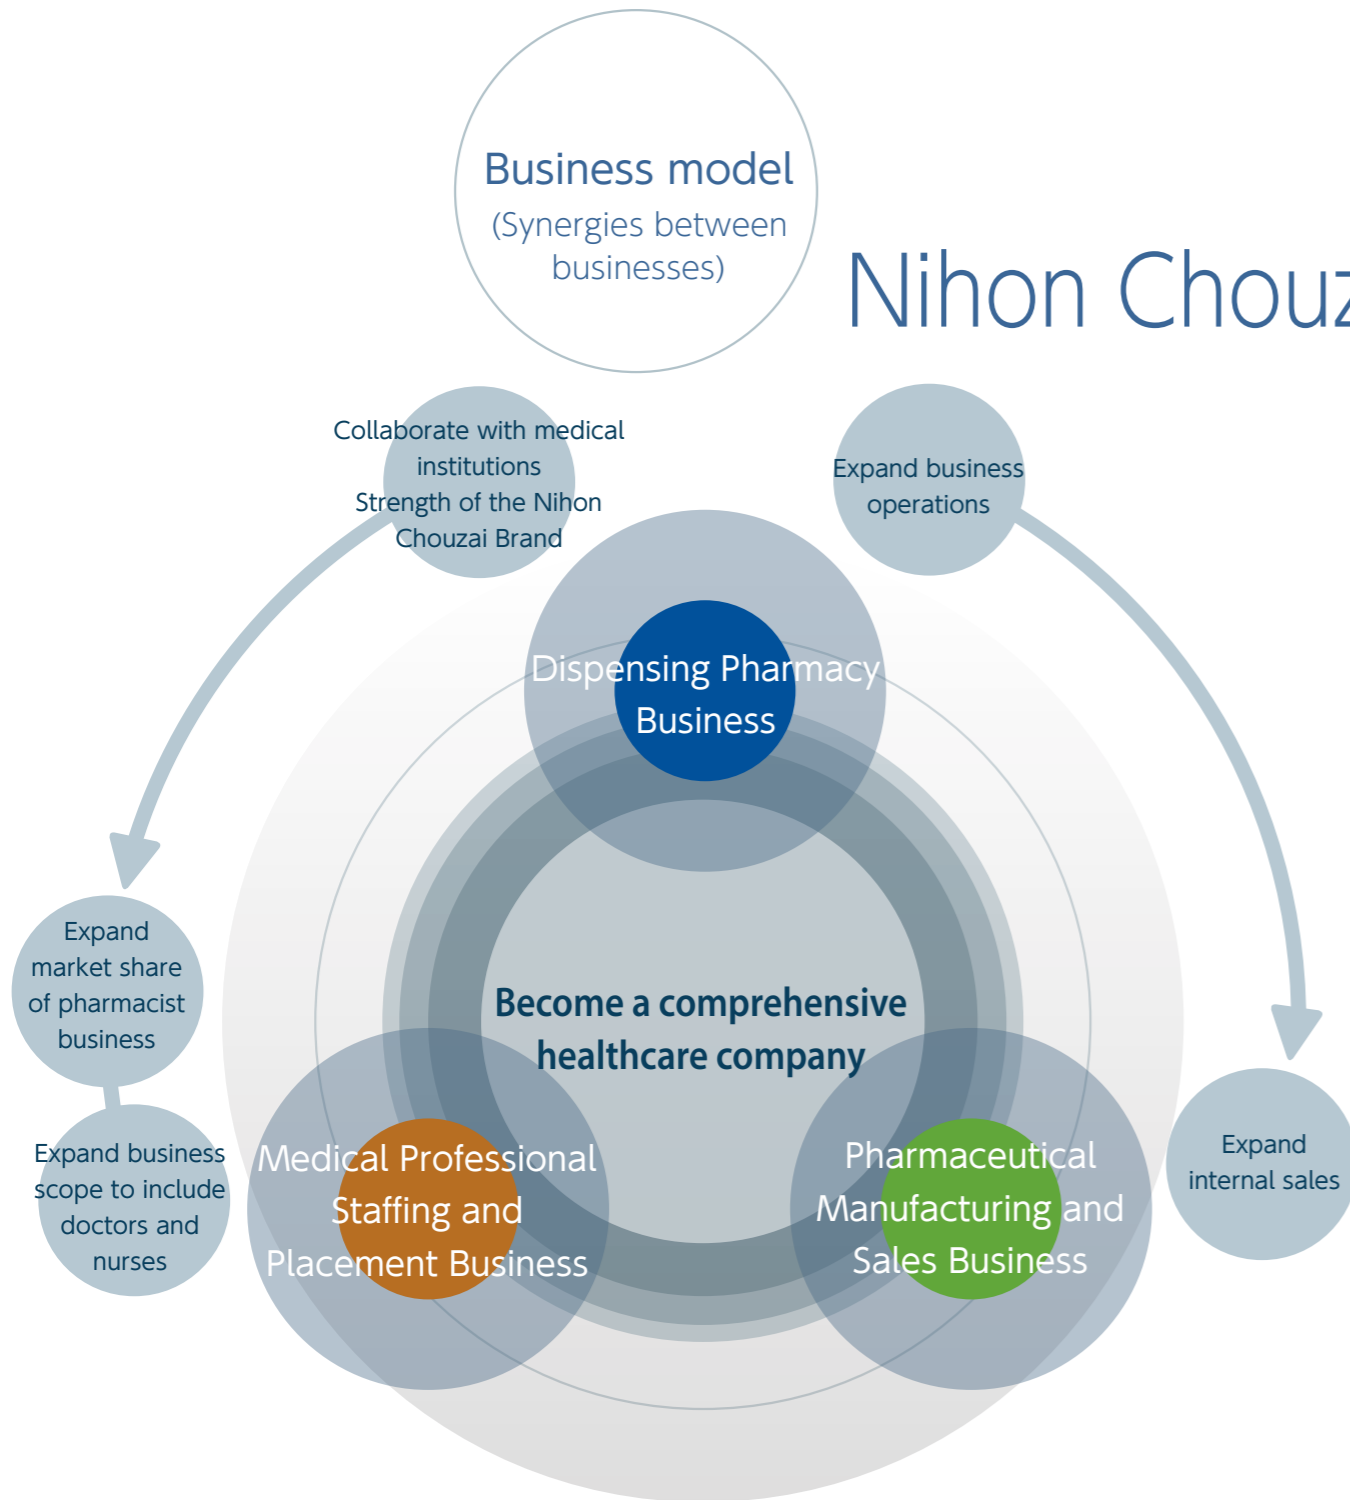 Business model
(Synergies between
businesses)
Nihon Chouz
Collaborate with medical
institutions
Strength of the Nihon
Chouzai Brand
Expand business
operations
Dispensing Pharmacy
Business
Expand
market share
of pharmacist
business
Become a comprehensive
healthcare company
Expand business
scope to include
doctors and
nurses
Medical Professional
Staffing and
Placement Business
Pharmaceutical
Manufacturing and
Sales Business
Expand
internal sales